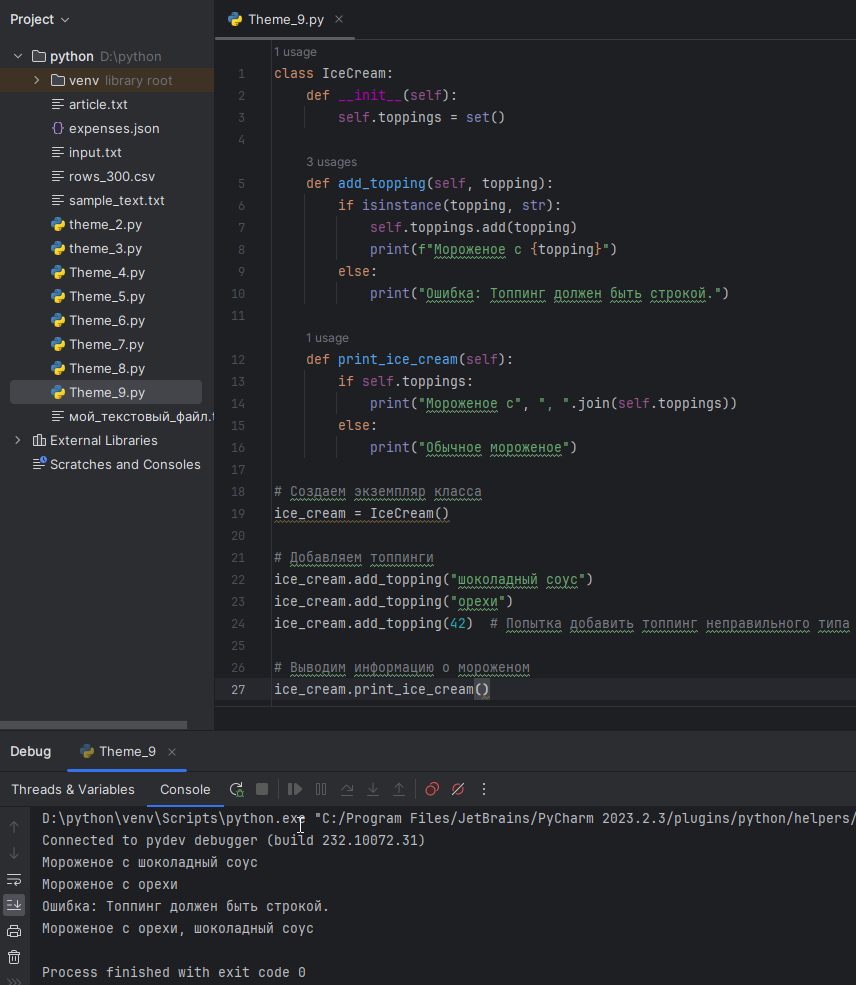 Project
python D:\python
venv library root
article.txt
expenses.json
input.txt
rows_300.csv
sample_text.txt
theme_2.py
theme_3.py
Theme_4.py
Theme_5.py
Theme_6.py
Theme_7.py
Theme_8.py
Theme_9.py
мой_текстовый_файл.
External Libraries
Scratches and Consoles
Theme_9.py
1 usage
1 class IceCream:
2 def __init__(self):
3 self.toppings = set()
4
3 usages
5 def add_topping(self, topping):
6 if isinstance(topping, str):
7 self.toppings.add(topping)
8 print(f"Мороженое с {topping}")
9 else:
10 print("Ошибка: Топпинг должен быть строкой.")
11
1 usage
12 def print_ice_cream(self):
13 if self.toppings:
14 print("Мороженое с", ", ".join(self.toppings))
15 else:
16 print("Обычное мороженое")
17
18 # Создаем экземпляр класса
19 ice_cream = IceCream()
20
21 # Добавляем топпинги
22 ice_cream.add_topping("шоколадный соус")
23 ice_cream.add_topping("орехи")
24 ice_cream.add_topping(42) # Попытка добавить топпинг неправильного типа
25
26 # Выводим информацию о мороженом
27 ice_cream.print_ice_cream()
Debug
Theme_9
Threads & Variables
Console
D:\python\venv\Scripts\python.exe "C:/Program Files/JetBrains/PyCharm 2023.2.3/plugins/python/helpers/
Connected to pydev debugger (build 232.10072.31)
Мороженое с шоколадный соус
Мороженое с орехи
Ошибка: Топпинг должен быть строкой.
Мороженое с орехи, шоколадный соус
Process finished with exit code 0